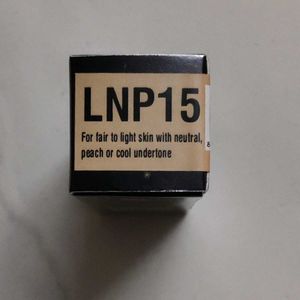 LNP15
For fair to light skin with neutral,
peach or cool undertone